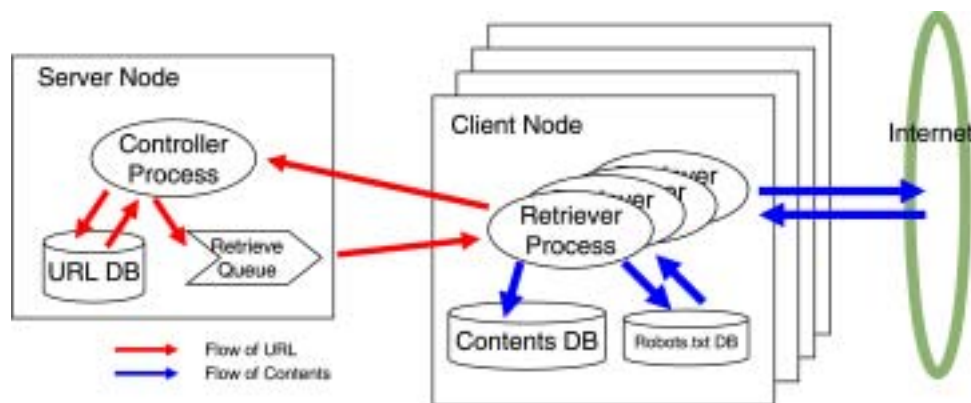 Server Node
Controller
Process
URL DB
Retrieve
Queue
Client Node
Retriever
Process
Contents DB
Robots.txt DB
Internet
Flow of URL
Flow of Contents